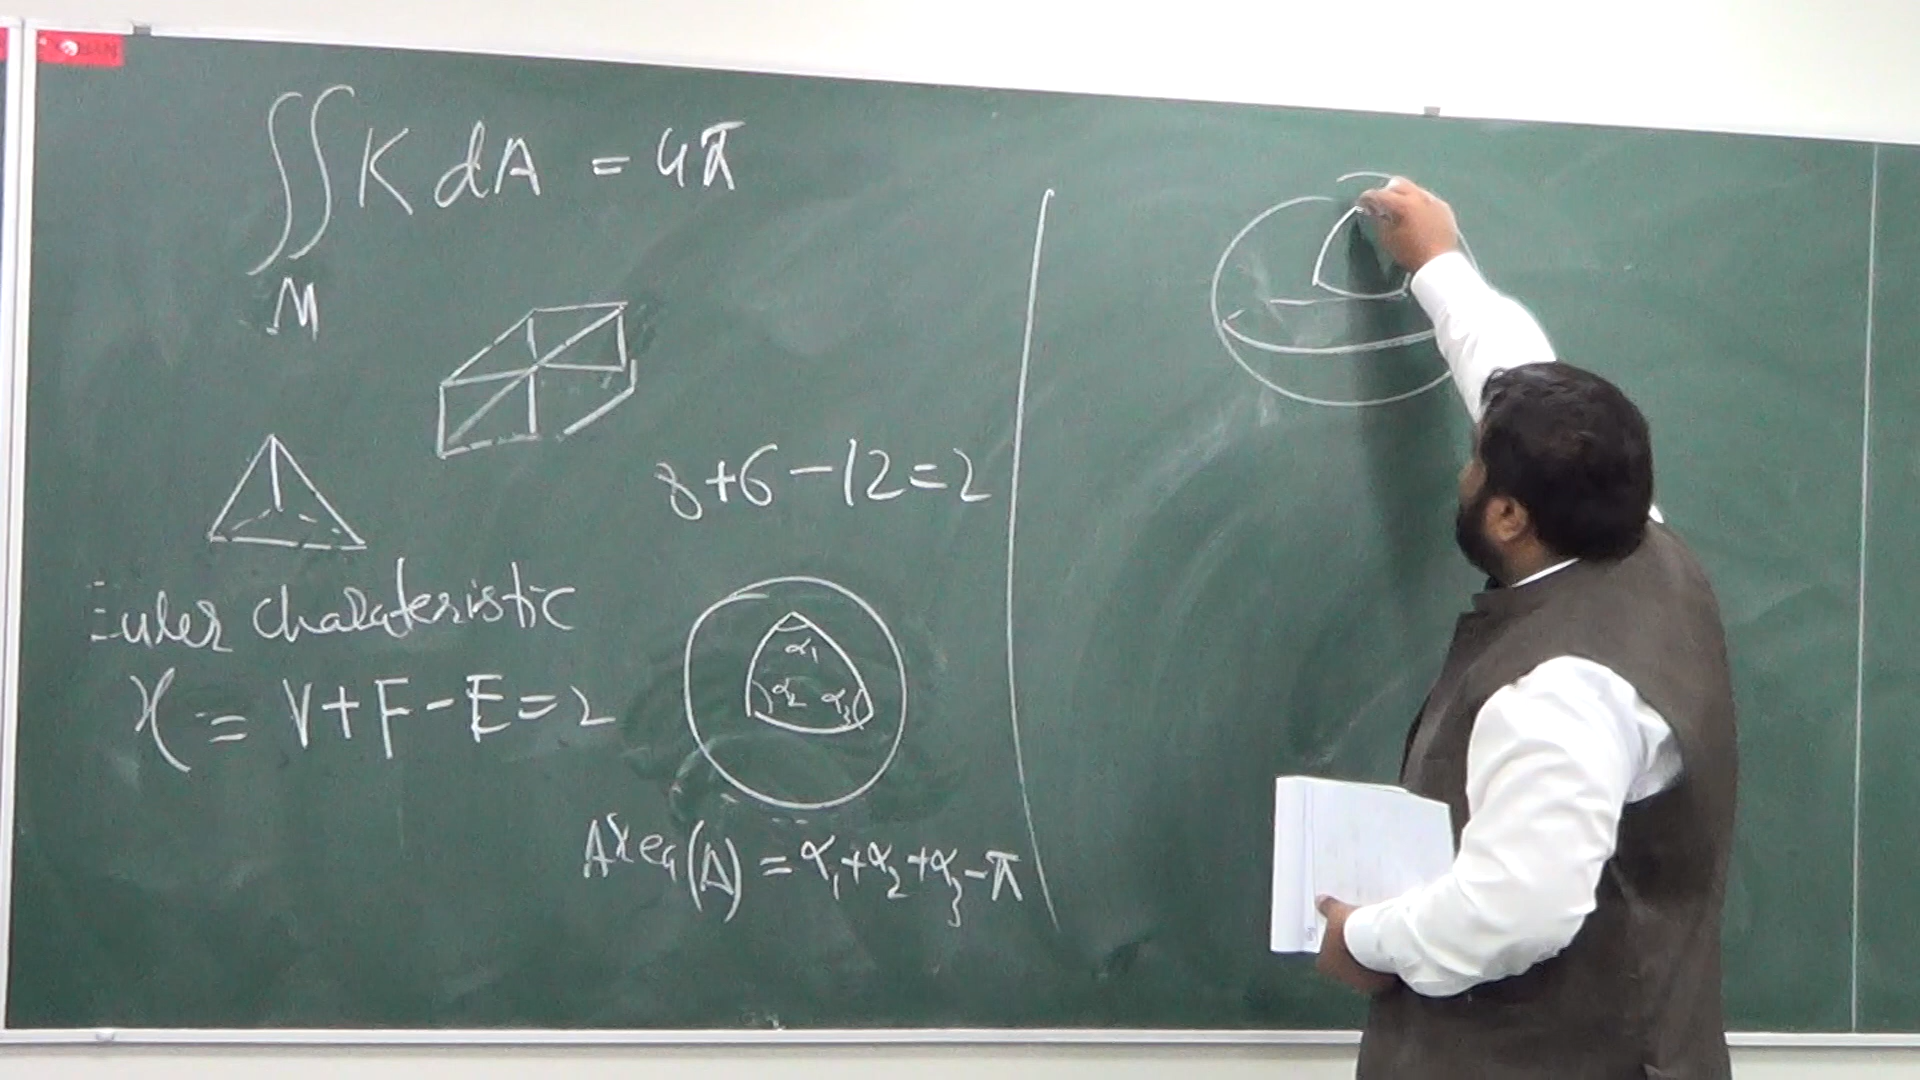 ∬ K dA = 4π
M
8+6-12=2
Euler charateristic
χ = V+F-E=2
α₁
α₂ α₃
Area(Δ) = α₁+α₂+α₃-π